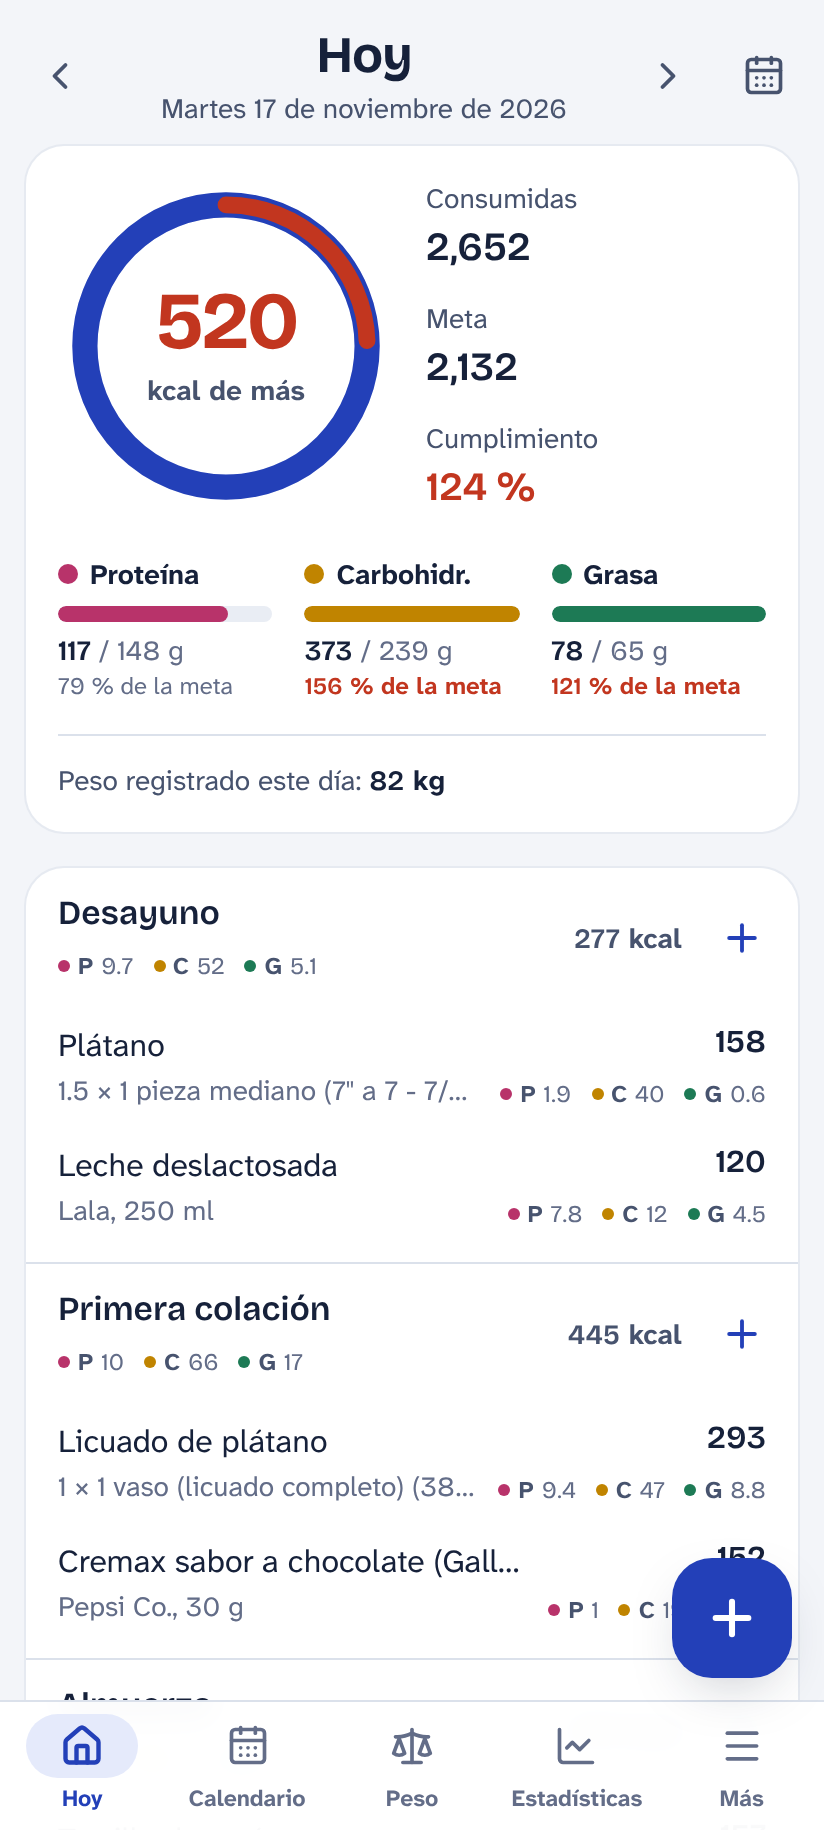 Hoy
Martes 17 de noviembre de 2026
520
kcal de más
Consumidas
2,652
Meta
2,132
Cumplimiento
124 %
Proteína
117 / 148 g
79 % de la meta
Carbohidr.
373 / 239 g
156 % de la meta
Grasa
78 / 65 g
121 % de la meta
Peso registrado este día: 82 kg
Desayuno
277 kcal
P 9.7 C 52 G 5.1
Plátano
158
1.5 × 1 pieza mediano (7" a 7 - 7/...
P 1.9 C 40 G 0.6
Leche deslactosada
120
Lala, 250 ml
P 7.8 C 12 G 4.5
Primera colación
445 kcal
P 10 C 66 G 17
Licuado de plátano
293
1 × 1 vaso (licuado completo) (38...
P 9.4 C 47 G 8.8
Cremax sabor a chocolate (Gall...
152
Pepsi Co., 30 g
P 1 C
Almuerzo
Hoy
Calendario
Peso
Estadísticas
Más